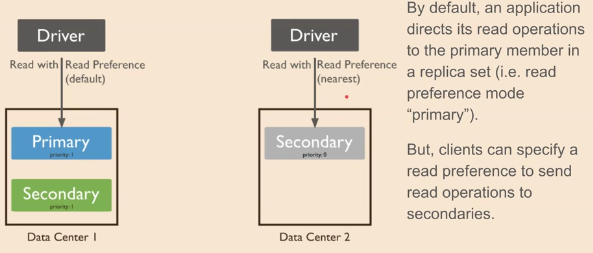 Driver
Read with Read Preference
(default)
Primary
priority: 1
Secondary
priority: 1
Data Center 1
Driver
Read with Read Preference
(nearest)
Secondary
priority: 0
Data Center 2
By default, an application
directs its read operations
to the primary member in
a replica set (i.e. read
preference mode
“primary”).
But, clients can specify a
read preference to send
read operations to
secondaries.